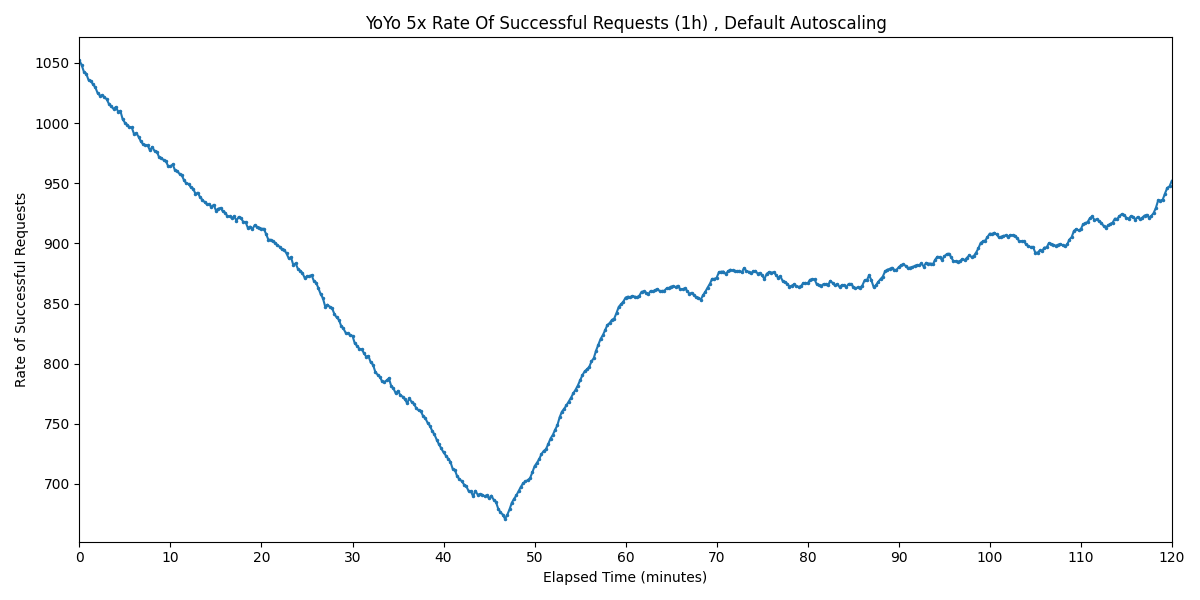 YoYo 5x Rate Of Successful Requests (1h) , Default Autoscaling
Rate of Successful Requests
1050
1000
950
900
850
800
750
700
0 10 20 30 40 50 60 70 80 90 100 110 120
Elapsed Time (minutes)